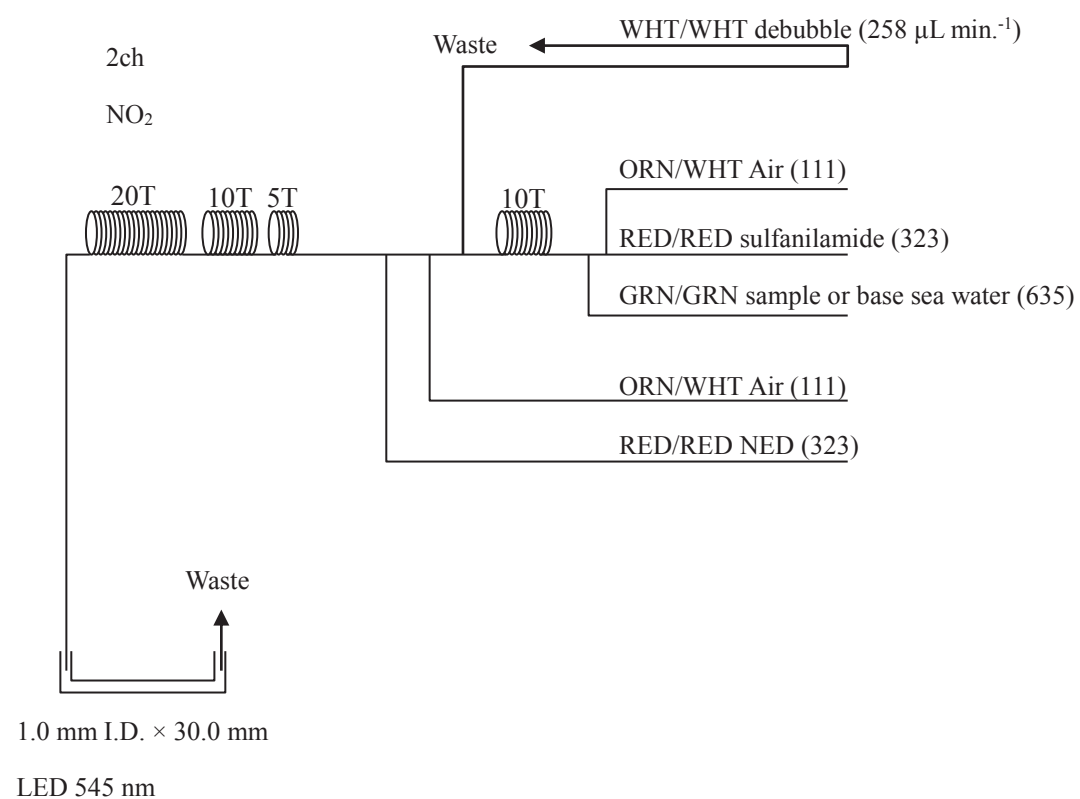 WHT/WHT debubble (258 µL min.⁻¹)
Waste
2ch
NO₂
ORN/WHT Air (111)
20T
10T
5T
10T
RED/RED sulfanilamide (323)
GRN/GRN sample or base sea water (635)
ORN/WHT Air (111)
RED/RED NED (323)
Waste
1.0 mm I.D. × 30.0 mm
LED 545 nm